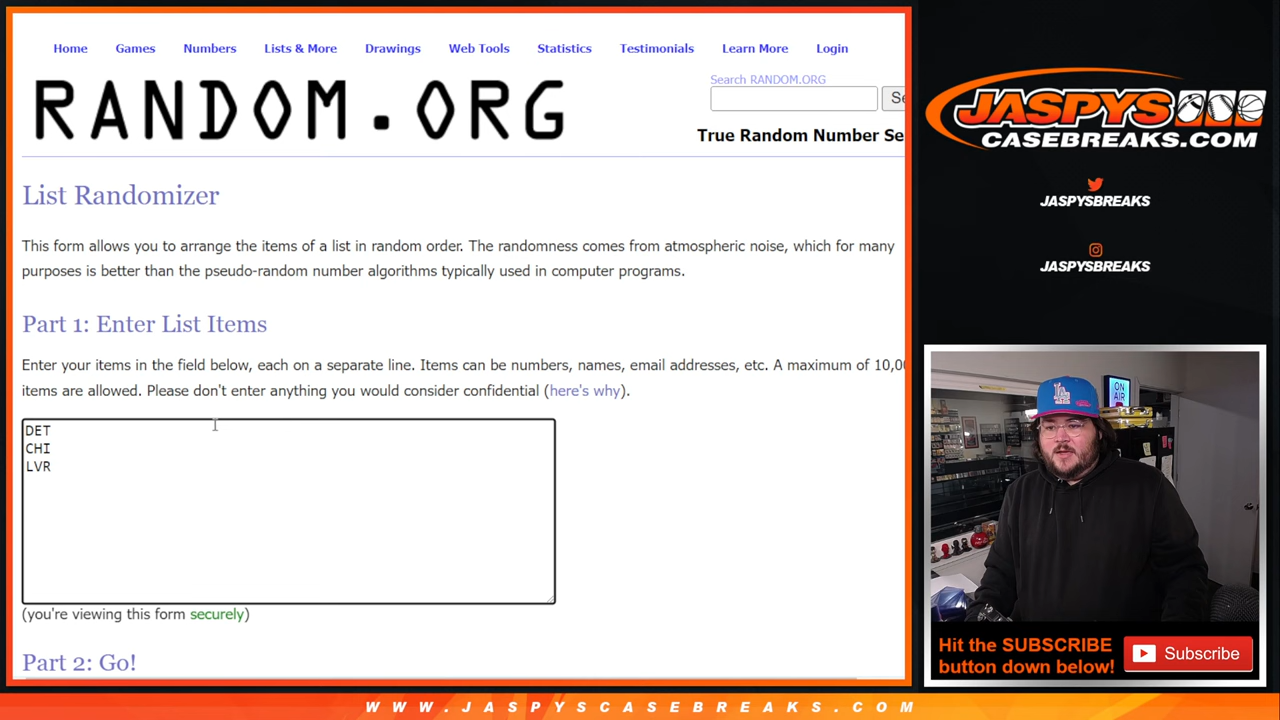 Home Games Numbers Lists & More Drawings Web Tools Statistics Testimonials Learn More Login
RANDOM.ORG
Search RANDOM.ORG
Se
True Random Number Se
List Randomizer
This form allows you to arrange the items of a list in random order. The randomness comes from atmospheric noise, which for many
purposes is better than the pseudo-random number algorithms typically used in computer programs.
Part 1: Enter List Items
Enter your items in the field below, each on a separate line. Items can be numbers, names, email addresses, etc. A maximum of 10,00
items are allowed. Please don't enter anything you would consider confidential (here's why).
DET
CHI
LVR
(you're viewing this form securely)
Part 2: Go!
JASPYS
CASEBREAKS.COM
JASPYSBREAKS
JASPYSBREAKS
ON
AIR
LA
Hit the SUBSCRIBE
button down below!
Subscribe
WWW.JASPYSCASEBREAKS.COM